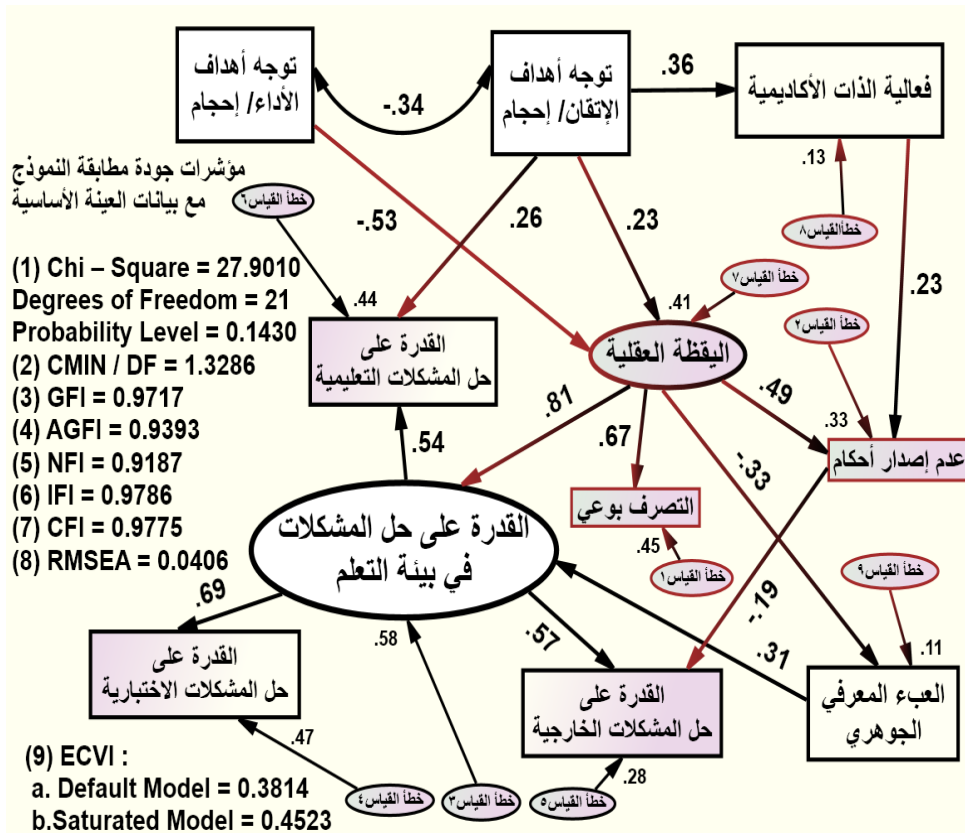 توجه أهداف
الأداء/ إحجام
-.34
توجه أهداف
الإتقان/ إحجام
.36
فعالية الذات الأكاديمية
.13
خطأ القياس٨
مؤشرات جودة مطابقة النموذج
مع بيانات العينة الأساسية
خطأ القياس٦
-.53
.26
.23
خطأ القياس٧
.41
.23
خطأ القياس٢
(1) Chi – Square = 27.9010
Degrees of Freedom = 21
Probability Level = 0.1430
(2) CMIN / DF = 1.3286
(3) GFI = 0.9717
(4) AGFI = 0.9393
(5) NFI = 0.9187
(6) IFI = 0.9786
(7) CFI = 0.9775
(8) RMSEA = 0.0406
.44
القدرة على
حل المشكلات التعليمية
اليقظة العقلية
.81
.67
.49
-.33
.33
عدم إصدار أحكام
.54
التصرف بوعي
.45
خطأ القياس١
القدرة على حل المشكلات
في بيئة التعلم
خطأ القياس٩
.69
.58
.57
-.19
.31
.11
القدرة على
حل المشكلات الاختبارية
القدرة على
حل المشكلات الخارجية
العبء المعرفي
الجوهري
.47
.28
خطأ القياس٤
خطأ القياس٣
خطأ القياس٥
(9) ECVI :
a. Default Model = 0.3814
b.Saturated Model = 0.4523